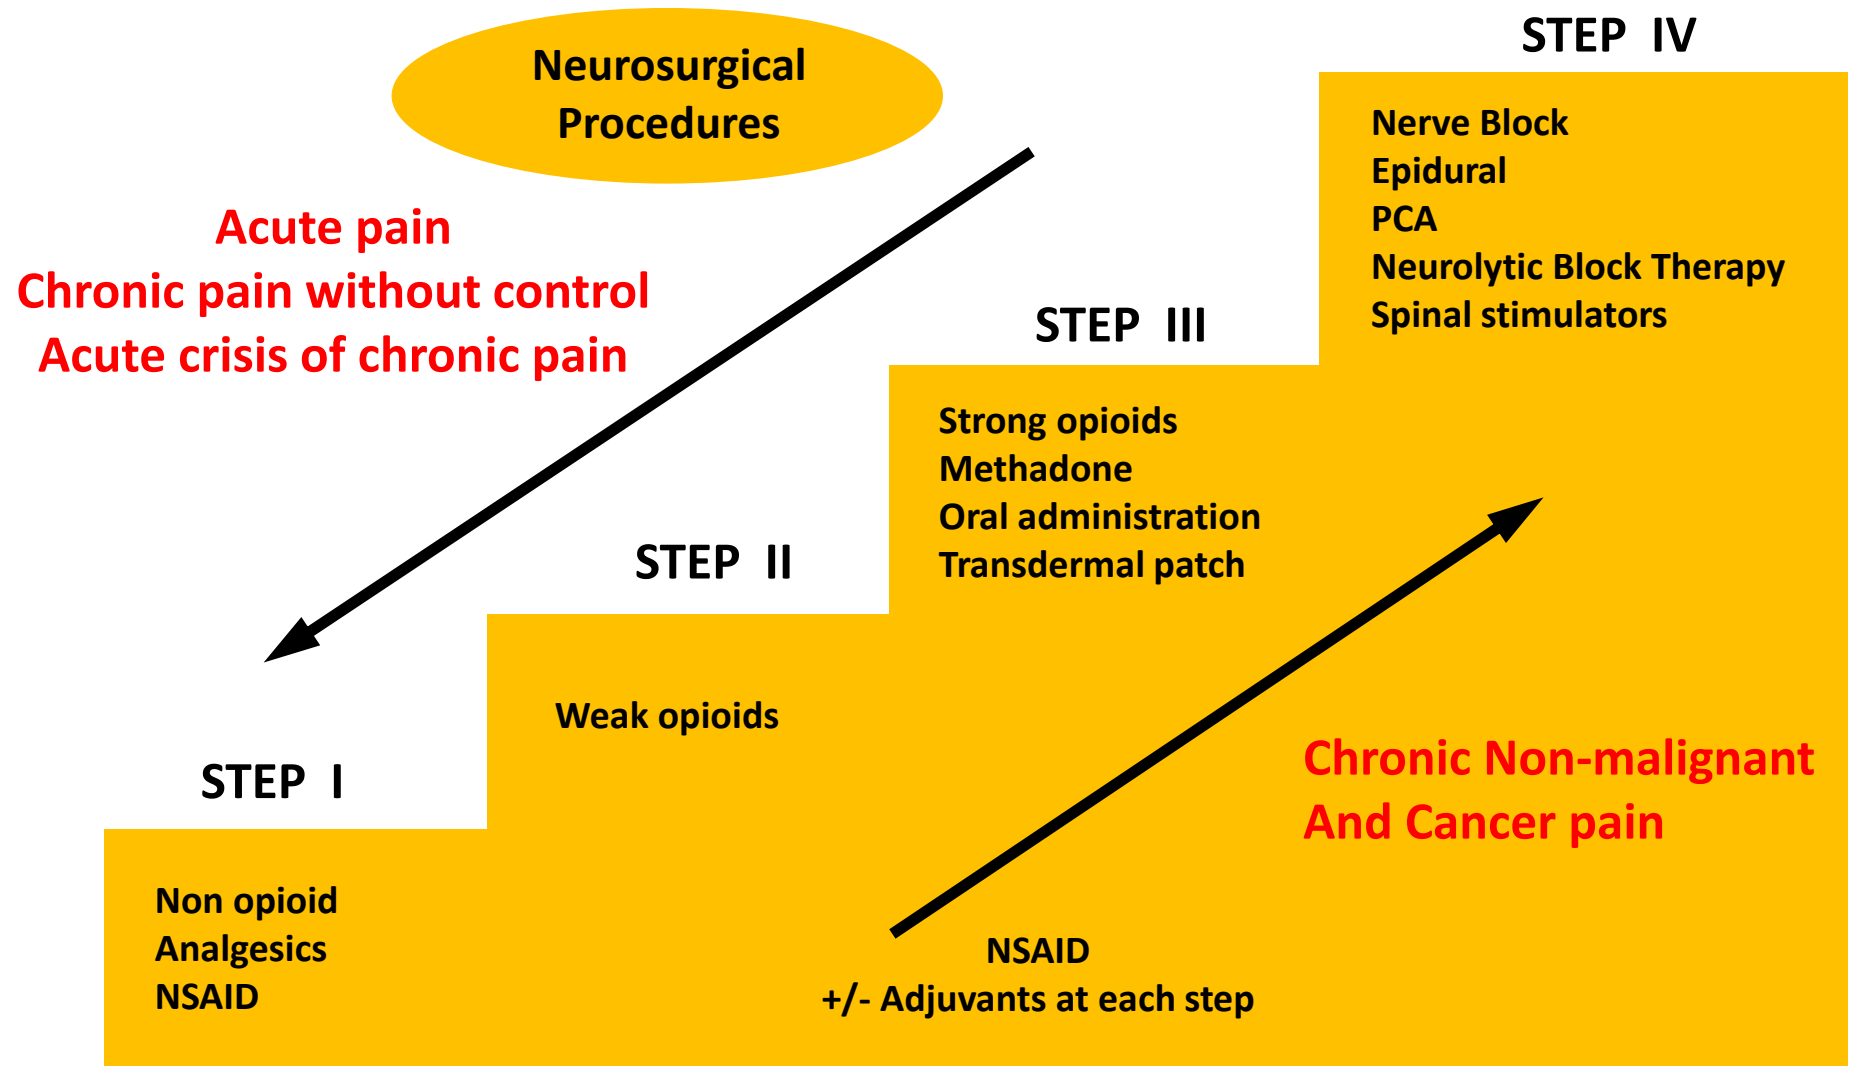 Neurosurgical
Procedures
Acute pain
Chronic pain without control
Acute crisis of chronic pain
STEP I
Non opioid
Analgesics
NSAID
STEP II
Weak opioids
STEP III
Strong opioids
Methadone
Oral administration
Transdermal patch
STEP IV
Nerve Block
Epidural
PCA
Neurolytic Block Therapy
Spinal stimulators
Chronic Non-malignant
And Cancer pain
NSAID
+/- Adjuvants at each step